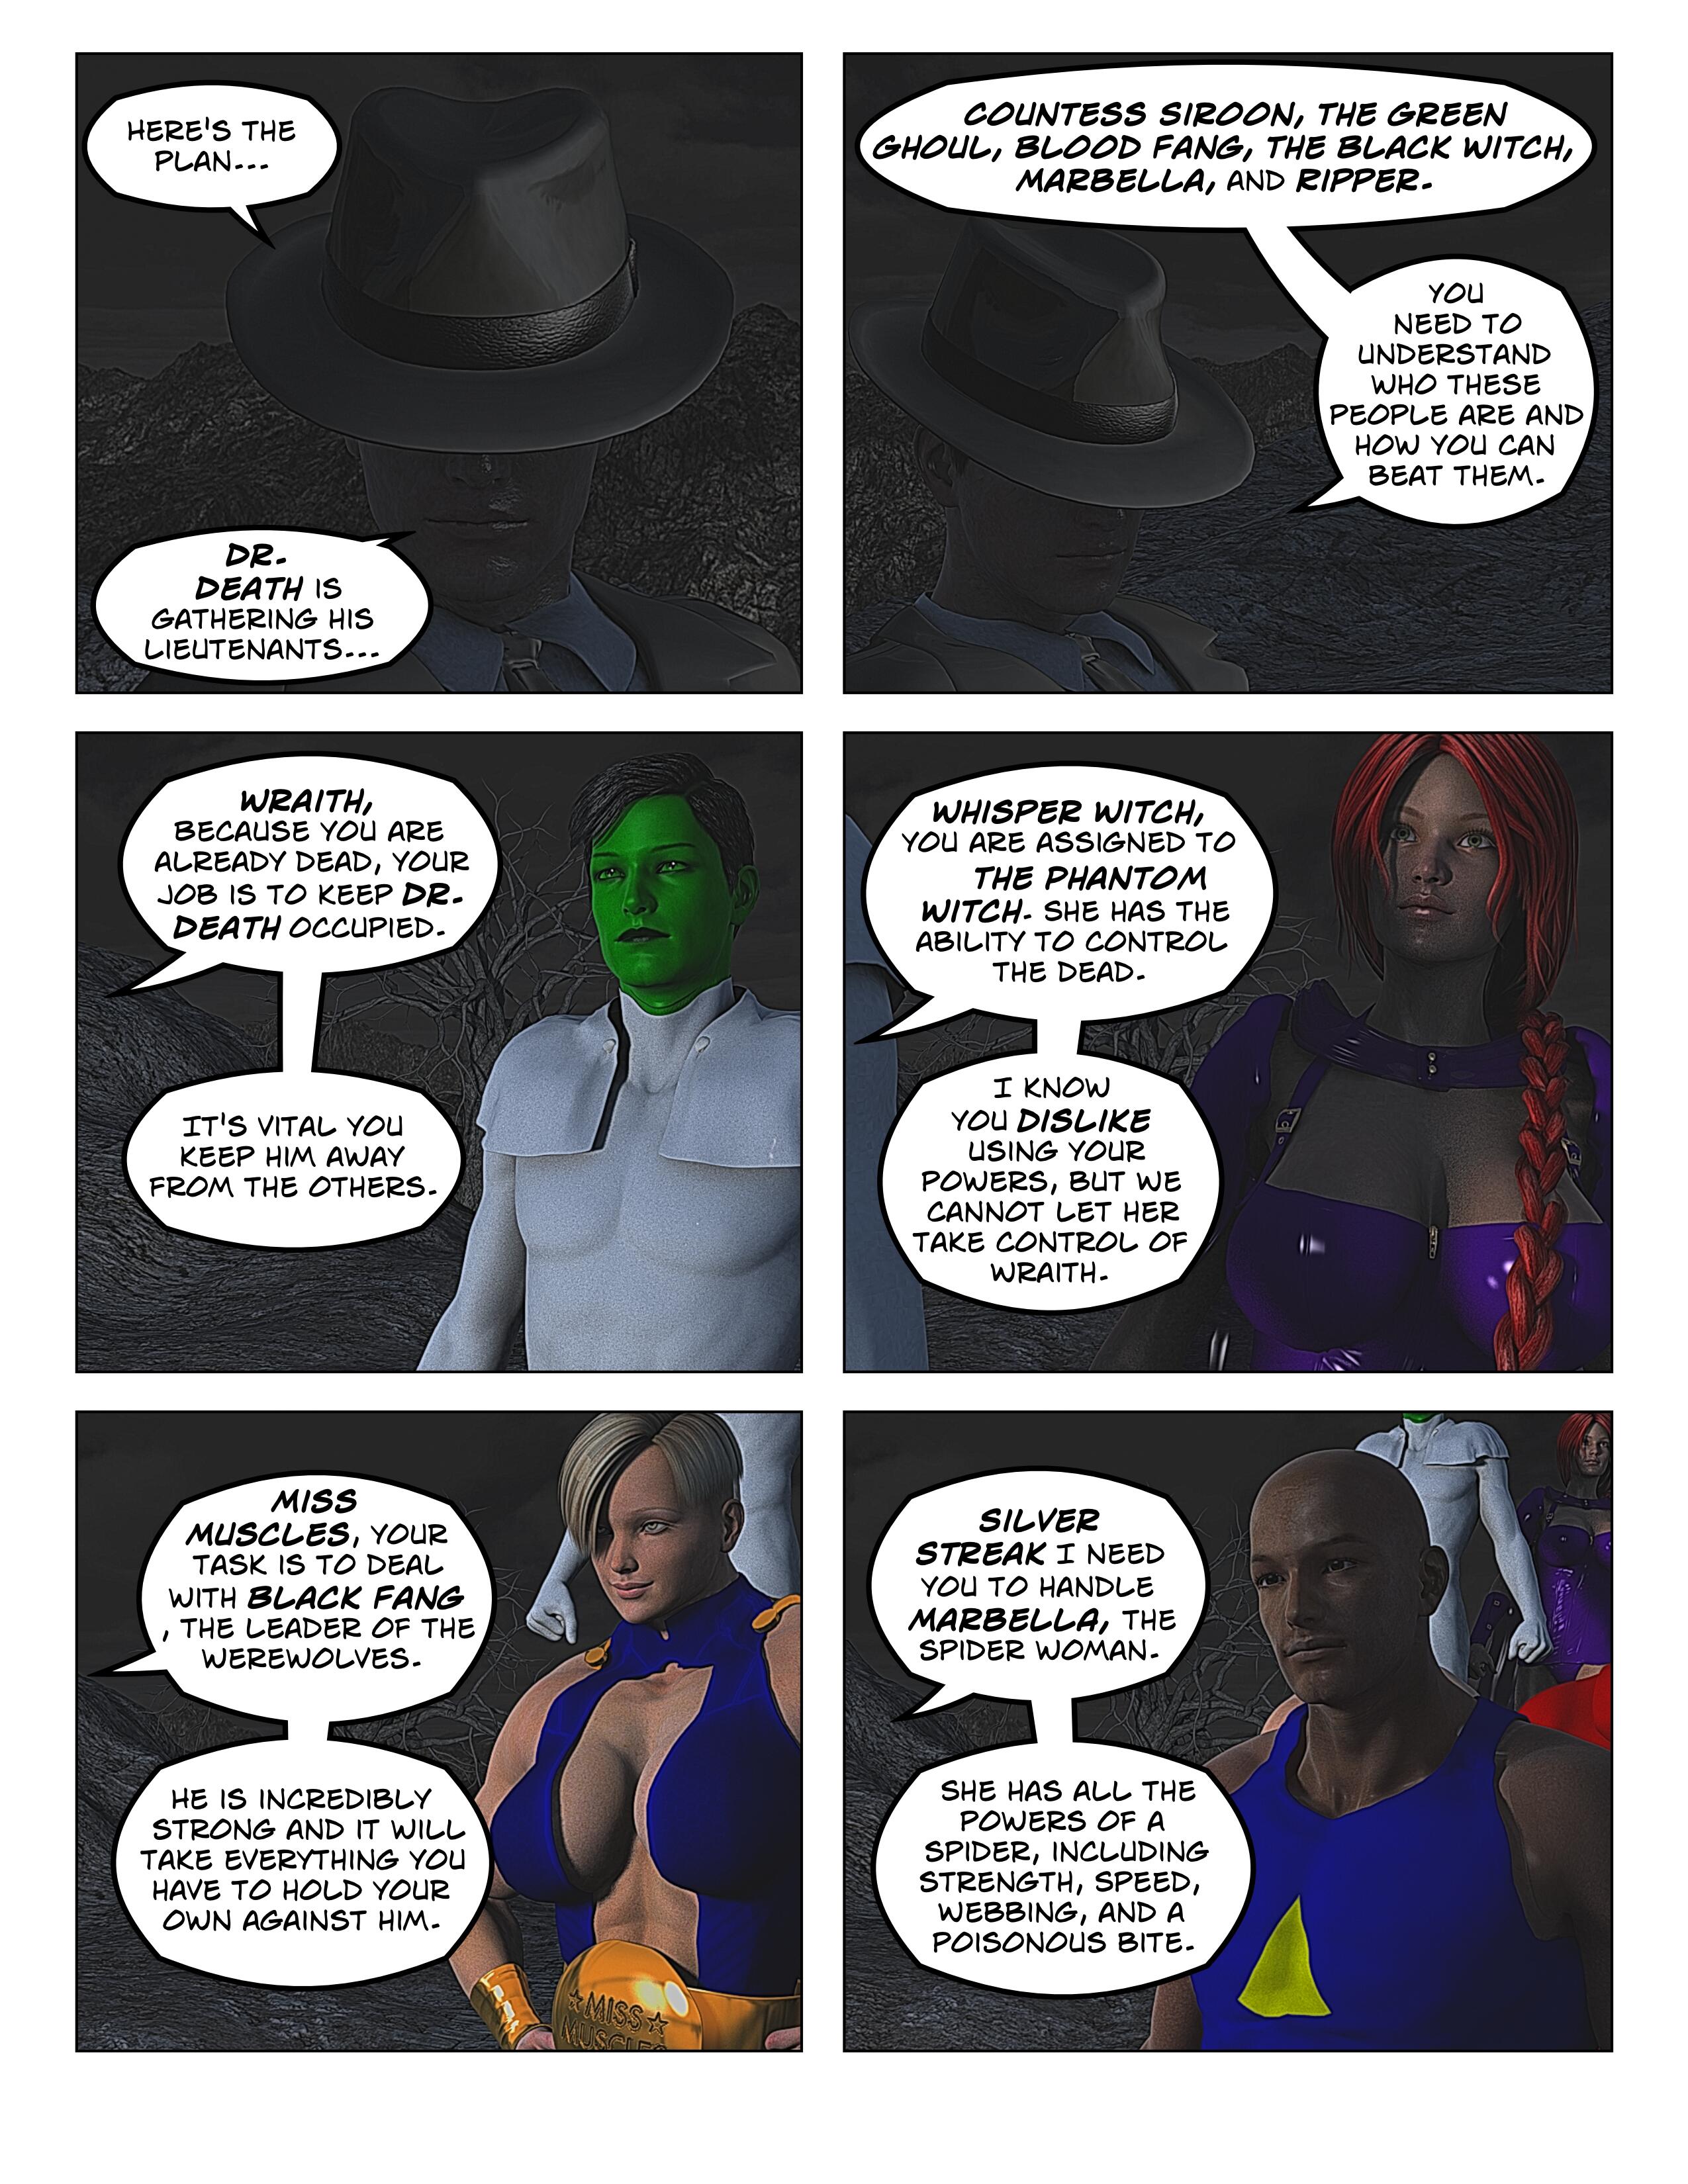 HERE'S THE
PLAN...
DR.
DEATH IS
GATHERING HIS
LIEUTENANTS...
COUNTESS SIROON, THE GREEN
GHOUL, BLOOD FANG, THE BLACK WITCH,
MARBELLA, AND RIPPER.
YOU
NEED TO
UNDERSTAND
WHO THESE
PEOPLE ARE AND
HOW YOU CAN
BEAT THEM.
WRAITH,
BECAUSE YOU ARE
ALREADY DEAD, YOUR
JOB IS TO KEEP DR.
DEATH OCCUPIED.
IT'S VITAL YOU
KEEP HIM AWAY
FROM THE OTHERS.
WHISPER WITCH,
YOU ARE ASSIGNED TO
THE PHANTOM
WITCH. SHE HAS THE
ABILITY TO CONTROL
THE DEAD.
I KNOW
YOU DISLIKE
USING YOUR
POWERS, BUT WE
CANNOT LET HER
TAKE CONTROL OF
WRAITH.
MISS
MUSCLES, YOUR
TASK IS TO DEAL
WITH BLACK FANG
, THE LEADER OF THE
WEREWOLVES.
HE IS INCREDIBLY
STRONG AND IT WILL
TAKE EVERYTHING YOU
HAVE TO HOLD YOUR
OWN AGAINST HIM.
MISS
MUSCLES
SILVER
STREAK I NEED
YOU TO HANDLE
MARBELLA, THE
SPIDER WOMAN.
SHE HAS ALL THE
POWERS OF A
SPIDER, INCLUDING
STRENGTH, SPEED,
WEBBING, AND A
POISONOUS BITE.